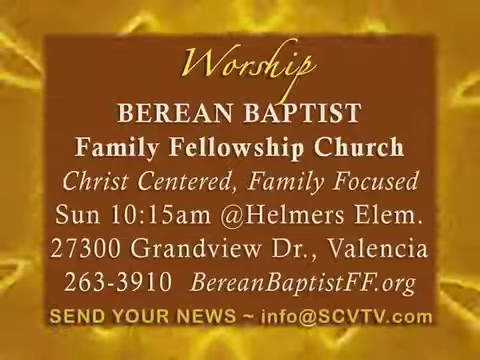 Worship
BEREAN BAPTIST
Family Fellowship Church
Christ Centered, Family Focused
Sun 10:15am @Helmers Elem.
27300 Grandview Dr., Valencia
263-3910 BereanBaptistFF.org
SEND YOUR NEWS ~ info@SCVTV.com